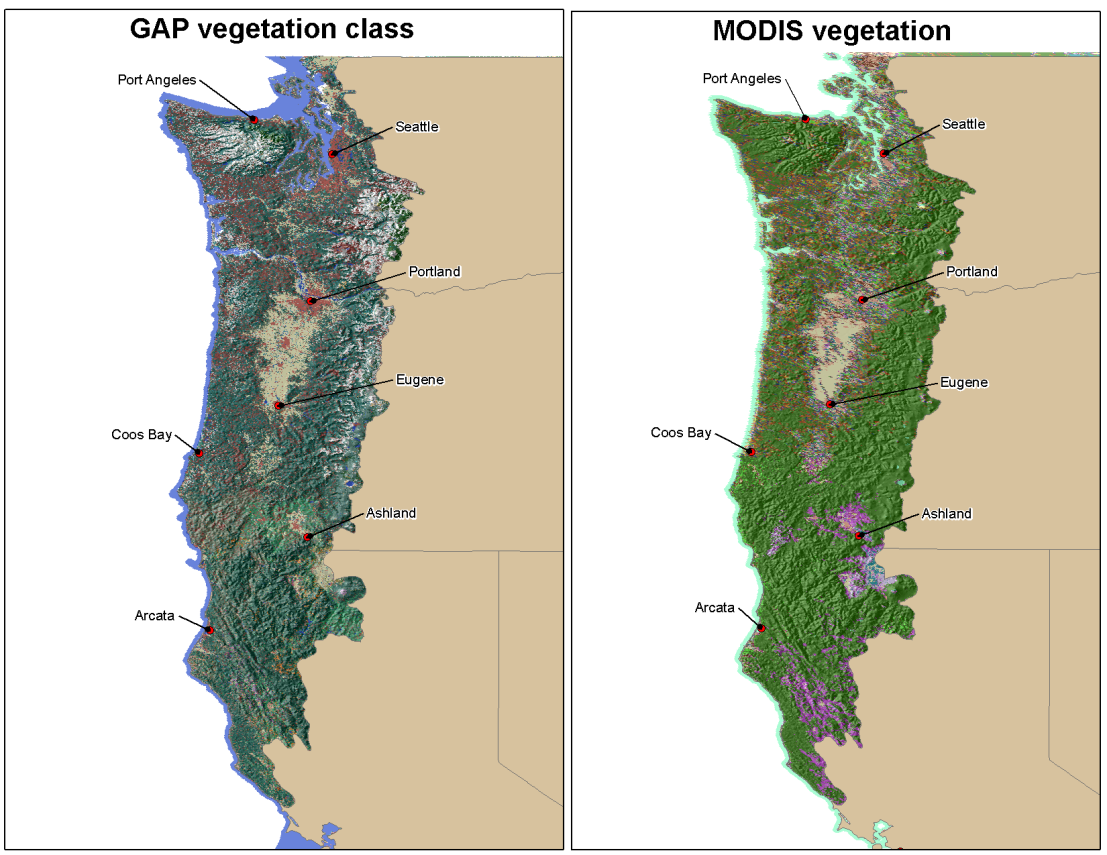 GAP vegetation class
Port Angeles
Seattle
Portland
Eugene
Coos Bay
Ashland
Arcata
MODIS vegetation
Port Angeles
Seattle
Portland
Eugene
Coos Bay
Ashland
Arcata